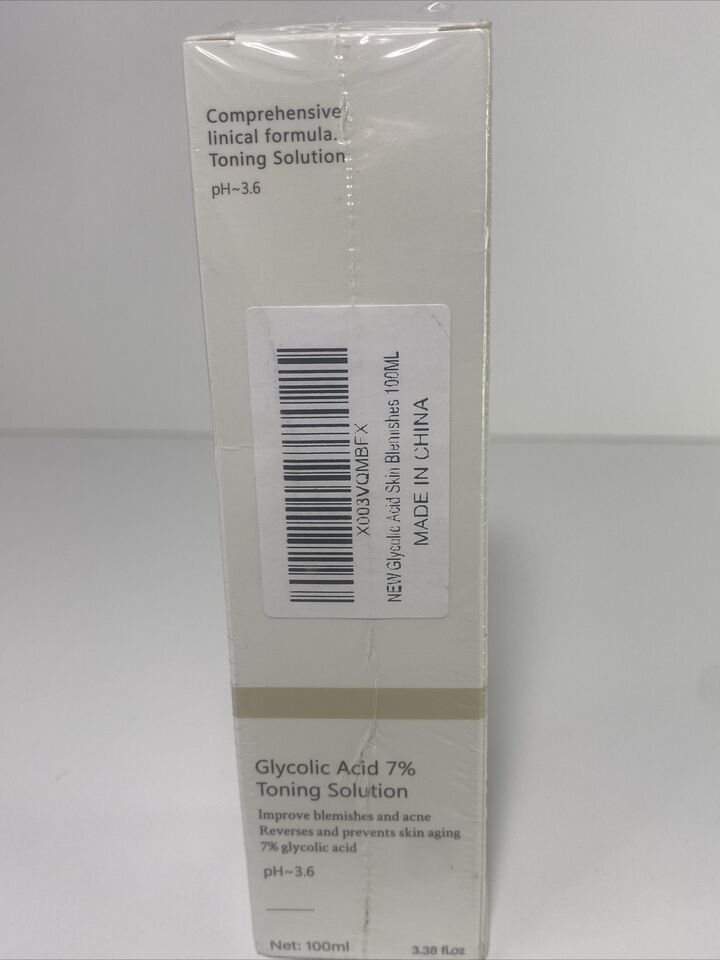 Comprehensive
linical formula.
Toning Solution
pH~3.6
X003VQMBFX
NEW Glycolic Acid Skin Blemishes 100ML
MADE IN CHINA
Glycolic Acid 7%
Toning Solution
Improve blemishes and acne
Reverses and prevents skin aging
7% glycolic acid
pH~3.6
Net: 100ml
3.38 fl.oz